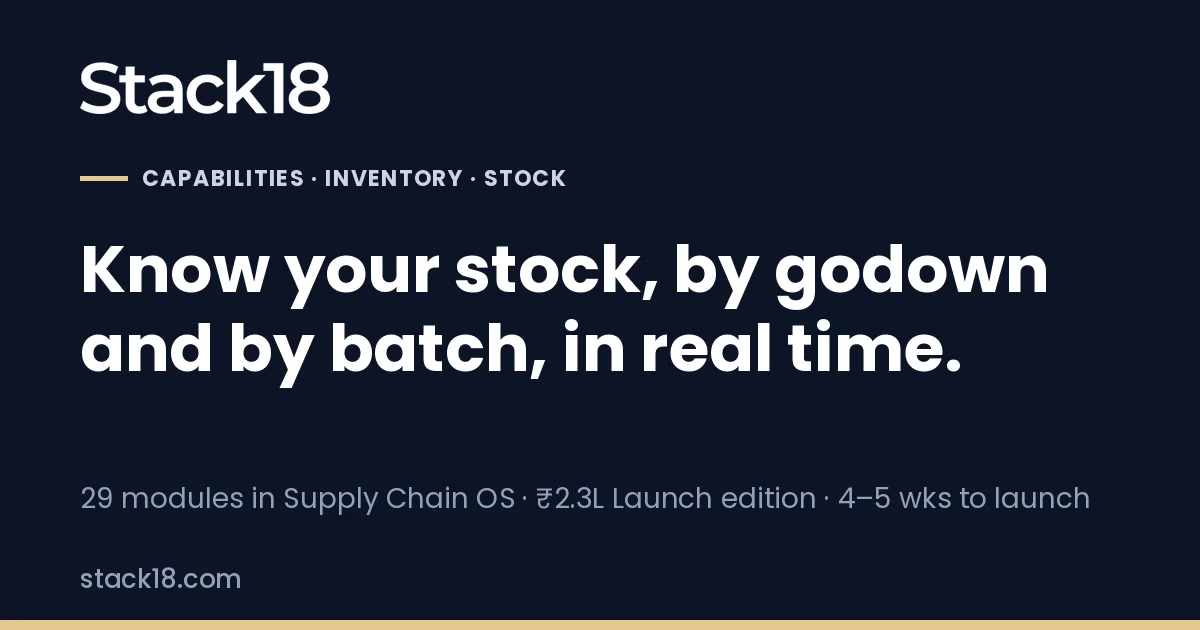 Stack18
CAPABILITIES · INVENTORY · STOCK
Know your stock, by godown
and by batch, in real time.
29 modules in Supply Chain OS · ₹2.3L Launch edition · 4–5 wks to launch
stack18.com